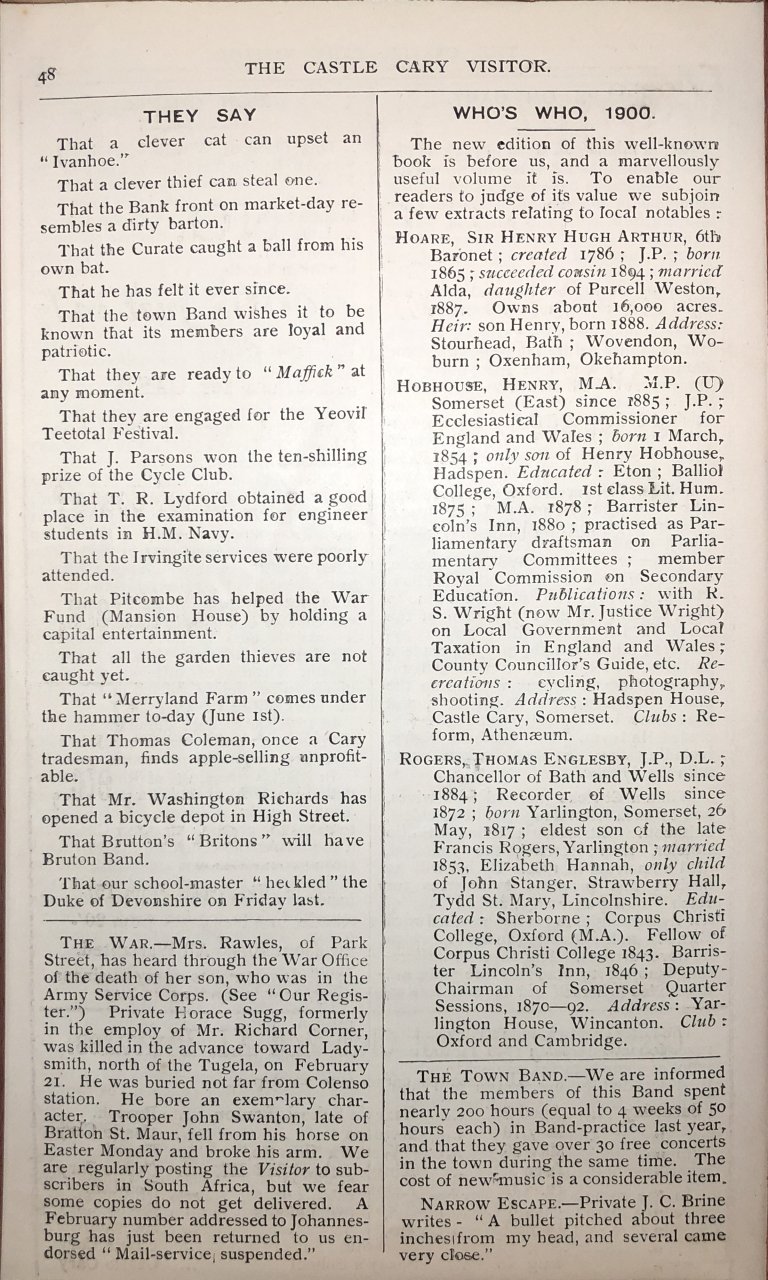 48
THE CASTLE CARY VISITOR.
THEY SAY
That a clever cat can upset an
"Ivanhoe."
That a clever thief can steal one.
That the Bank front on market-day re-
sembles a dirty barton.
That the Curate caught a ball from his
own bat.
That he has felt it ever since.
That the town Band wishes it to be
known that its members are loyal and
patriotic.
That they are ready to "Maffick" at
any moment.
That they are engaged for the Yeovil
Teetotal Festival.
That J. Parsons won the ten-shilling
prize of the Cycle Club.
That T. R. Lydford obtained a good
place in the examination for engineer
students in H.M. Navy.
That the Irvingite services were poorly
attended.
That Pitcombe has helped the War
Fund (Mansion House) by holding a
capital entertainment.
That all the garden thieves are not
caught yet.
That "Merryland Farm" comes under
the hammer to-day (June 1st).
That Thomas Coleman, once a Cary
tradesman, finds apple-selling unprofit-
able.
That Mr. Washington Richards has
opened a bicycle depot in High Street.
That Brutton's "Britons" will have
Bruton Band.
That our school-master "heckled" the
Duke of Devonshire on Friday last.
THE WAR.—Mrs. Rawles, of Park
Street, has heard through the War Office
of the death of her son, who was in the
Army Service Corps. (See "Our Regis-
ter.") Private Horace Sugg, formerly
in the employ of Mr. Richard Corner,
was killed in the advance toward Lady-
smith, north of the Tugela, on February
21. He was buried not far from Colenso
station. He bore an exemplary char-
acter. Trooper John Swanton, late of
Bratton St. Maur, fell from his horse on
Easter Monday and broke his arm. We
are regularly posting the Visitor to sub-
scribers in South Africa, but we fear
some copies do not get delivered. A
February number addressed to Johannes-
burg has just been returned to us en-
dorsed "Mail-service, suspended."
WHO'S WHO, 1900.
The new edition of this well-known
book is before us, and a marvellously
useful volume it is. To enable our
readers to judge of its value we subjoin
a few extracts relating to local notables :
HOARE, SIR HENRY HUGH ARTHUR, 6th
Baronet ; created 1786 ; J.P. ; born
1865 ; succeeded cousin 1894 ; married
Alda, daughter of Purcell Weston,
1887. Owns about 16,000 acres.
Heir: son Henry, born 1888. Address:
Stourhead, Bath ; Wovendon, Wo-
burn ; Oxenham, Okehampton.
HOBHOUSE, HENRY, M.A. M.P. (U)
Somerset (East) since 1885 ; J.P. ;
Ecclesiastical Commissioner for
England and Wales ; born 1 March,
1854 ; only son of Henry Hobhouse,
Hadspen. Educated : Eton ; Balliol
College, Oxford. 1st class Lit. Hum.
1875 ; M.A. 1878 ; Barrister Lin-
coln's Inn, 1880 ; practised as Par-
liamentary draftsman on Parlia-
mentary Committees ; member
Royal Commission on Secondary
Education. Publications : with R.
S. Wright (now Mr. Justice Wright)
on Local Government and Local
Taxation in England and Wales ;
County Councillor's Guide, etc. Re-
creations : cycling, photography,
shooting. Address : Hadspen House,
Castle Cary, Somerset. Clubs : Re-
form, Athenæum.
ROGERS, THOMAS ENGLESBY, J.P., D.L. ;
Chancellor of Bath and Wells since
1884 ; Recorder of Wells since
1872 ; born Yarlington, Somerset, 26
May, 1817 ; eldest son of the late
Francis Rogers, Yarlington ; married
1853, Elizabeth Hannah, only child
of John Stanger, Strawberry Hall,
Tydd St. Mary, Lincolnshire. Edu-
cated : Sherborne ; Corpus Christi
College, Oxford (M.A.). Fellow of
Corpus Christi College 1843. Barris-
ter Lincoln's Inn, 1846 ; Deputy-
Chairman of Somerset Quarter
Sessions, 1870—92. Address : Yar-
lington House, Wincanton. Club :
Oxford and Cambridge.
THE TOWN BAND.—We are informed
that the members of this Band spent
nearly 200 hours (equal to 4 weeks of 50
hours each) in Band-practice last year,
and that they gave over 30 free concerts
in the town during the same time. The
cost of new music is a considerable item.
NARROW ESCAPE.—Private J. C. Brine
writes - "A bullet pitched about three
inches from my head, and several came
very close."